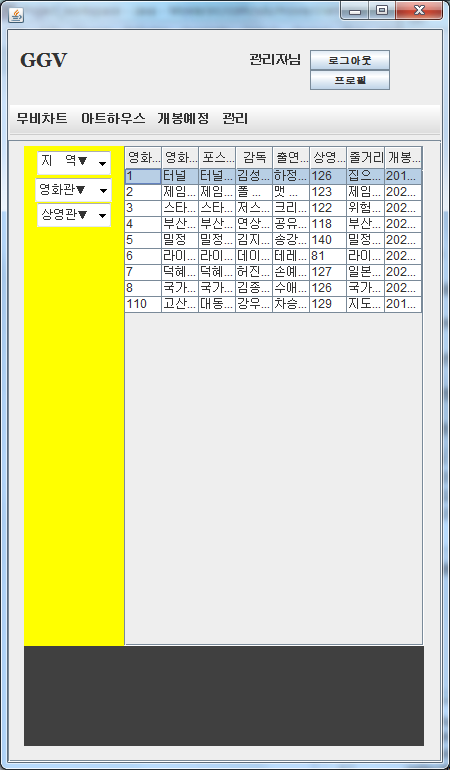 GGV
관리자님 로그아웃
프로필
무비차트 아트하우스 개봉예정 관리
지 역▼
영화관▼
상영관▼
영화... 영화... 포스... 감독 출연... 상영... 줄거리 개봉...
1 터널 터널... 김성... 하정... 126 집으... 201...
2 제임... 제임... 폴 ... 맷 ... 123 제임... 202...
3 스타... 스타... 저스... 크리... 122 위험... 202...
4 부산... 부산... 연상... 공유... 118 부산... 202...
5 밀정 밀정... 김지... 송강... 140 밀정... 202...
6 라이... 라이... 데이... 테레... 81 라이... 202...
7 덕혜... 덕혜... 허진... 손예... 127 일본... 202...
8 국가... 국가... 김종... 수애... 126 국가... 202...
110 고산... 대동... 강우... 차승... 129 지도... 201...